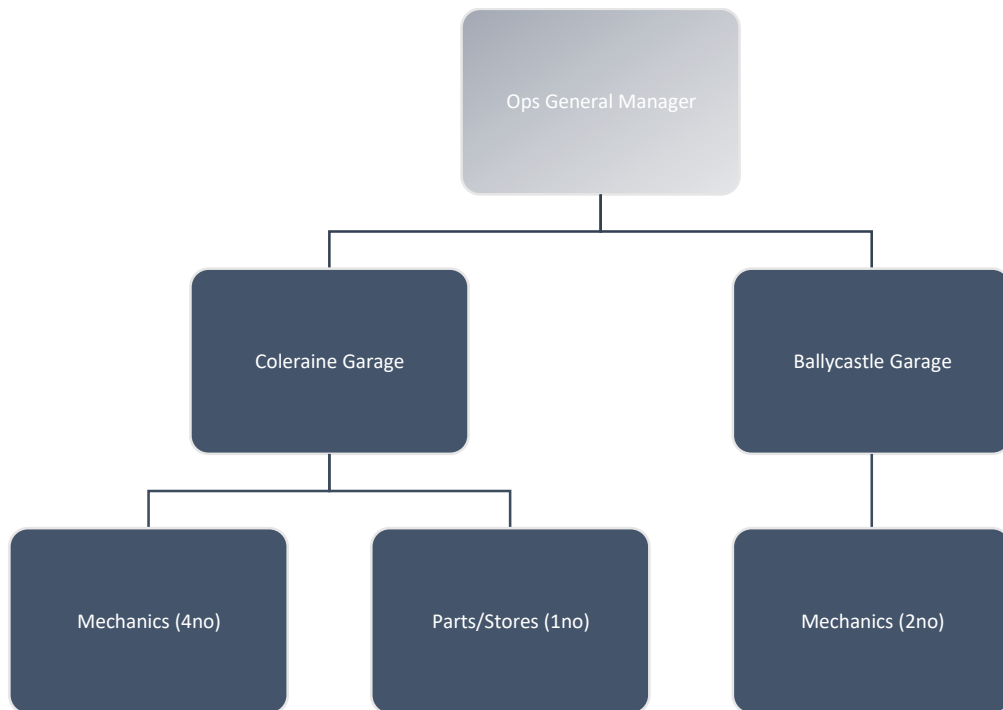 Ops General Manager
Coleraine Garage
Ballycastle Garage
Mechanics (4no)
Parts/Stores (1no)
Mechanics (2no)